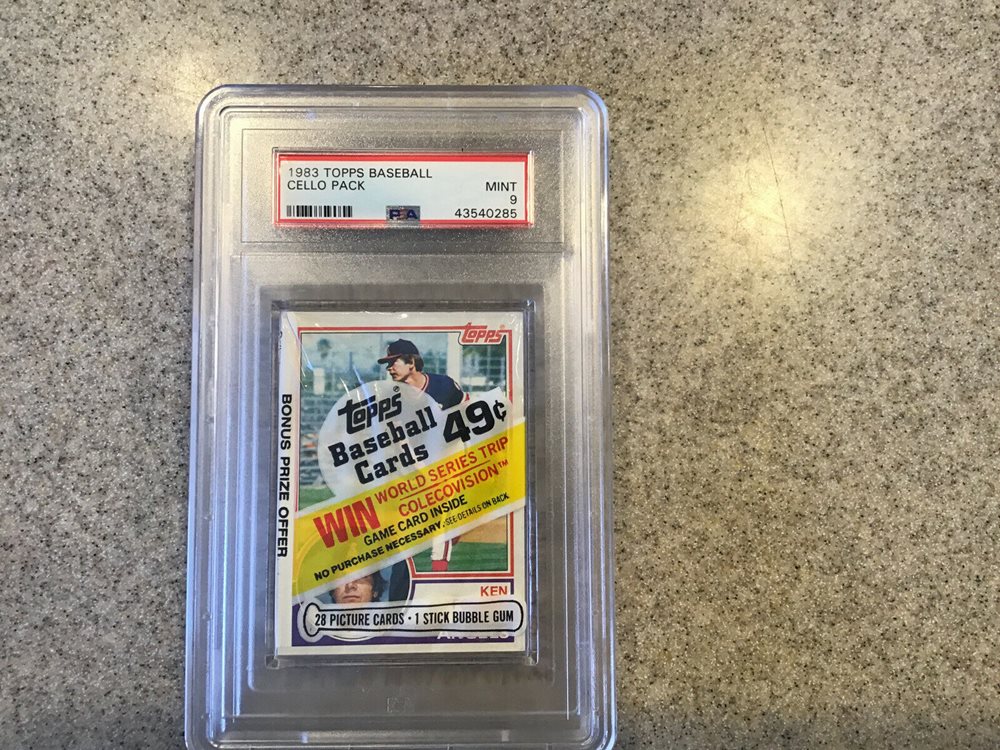 1983 TOPPS BASEBALL
CELLO PACK
MINT
9
PSA
43540285
topps
BONUS PRIZE OFFER
topps®
Baseball
Cards
49¢
WIN
WORLD SERIES TRIP
COLECOVISION™
GAME CARD INSIDE
NO PURCHASE NECESSARY. SEE DETAILS ON BACK
KEN
28 PICTURE CARDS • 1 STICK BUBBLE GUM
ANGELS